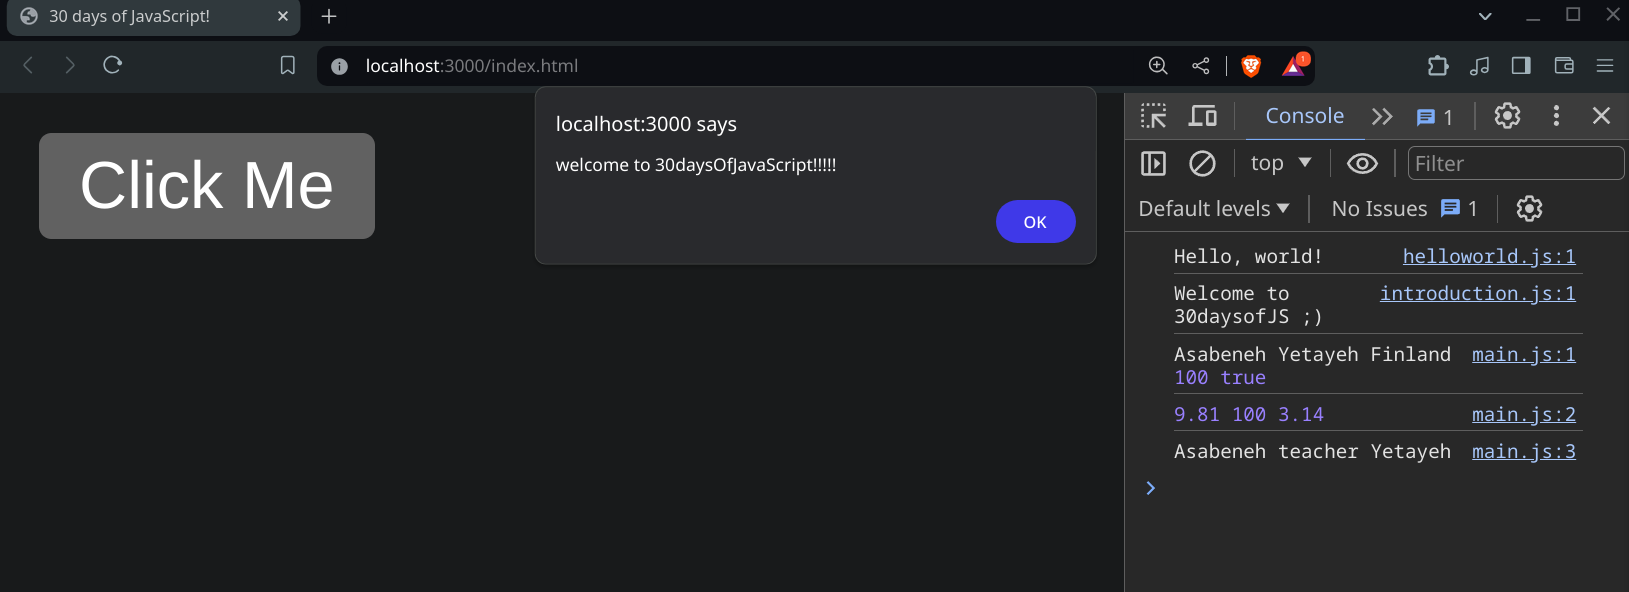 30 days of JavaScript!
localhost:3000/index.html
1
Click Me
localhost:3000 says
welcome to 30daysOfJavaScript!!!!!
OK
Console
1
top
Filter
Default levels
No Issues
1
Hello, world! helloworld.js:1
Welcome to introduction.js:1
30daysofJS ;)
Asabeneh Yetayeh Finland main.js:1
100 true
9.81 100 3.14 main.js:2
Asabeneh teacher Yetayeh main.js:3